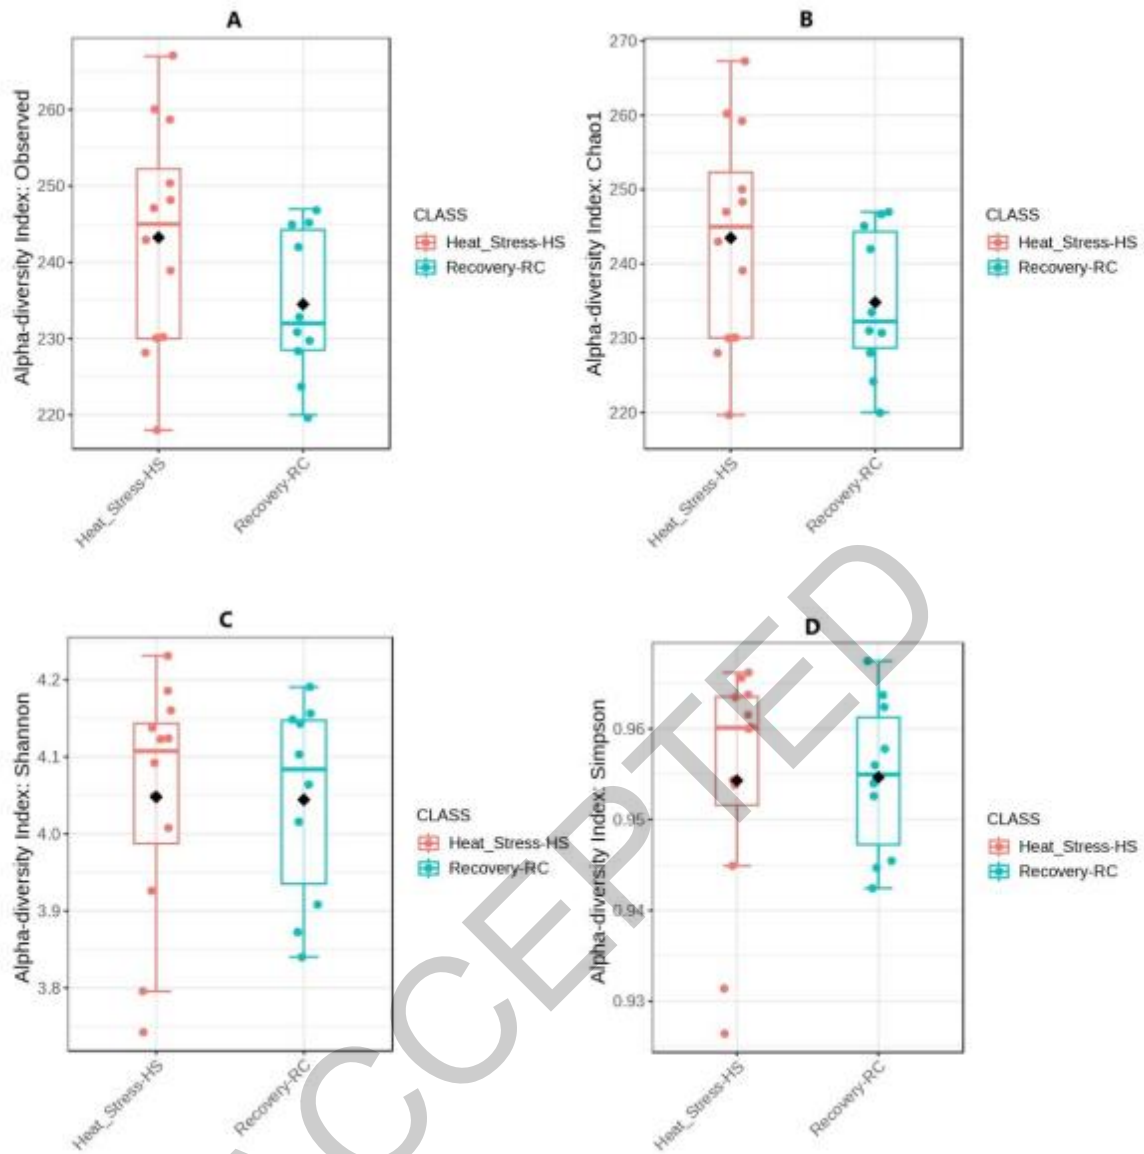 A
Alpha-diversity Index: Observed
260
250
240
230
220
Heat_Stress-HS
Recovery-RC
CLASS
Heat_Stress-HS
Recovery-RC
B
Alpha-diversity Index: Chao1
270
260
250
240
230
220
Heat_Stress-HS
Recovery-RC
CLASS
Heat_Stress-HS
Recovery-RC
C
Alpha-diversity Index: Shannon
4.2
4.1
4.0
3.9
3.8
Heat_Stress-HS
Recovery-RC
CLASS
Heat_Stress-HS
Recovery-RC
D
Alpha-diversity Index: Simpson
0.96
0.95
0.94
0.93
Heat_Stress-HS
Recovery-RC
CLASS
Heat_Stress-HS
Recovery-RC
ACCEPTED